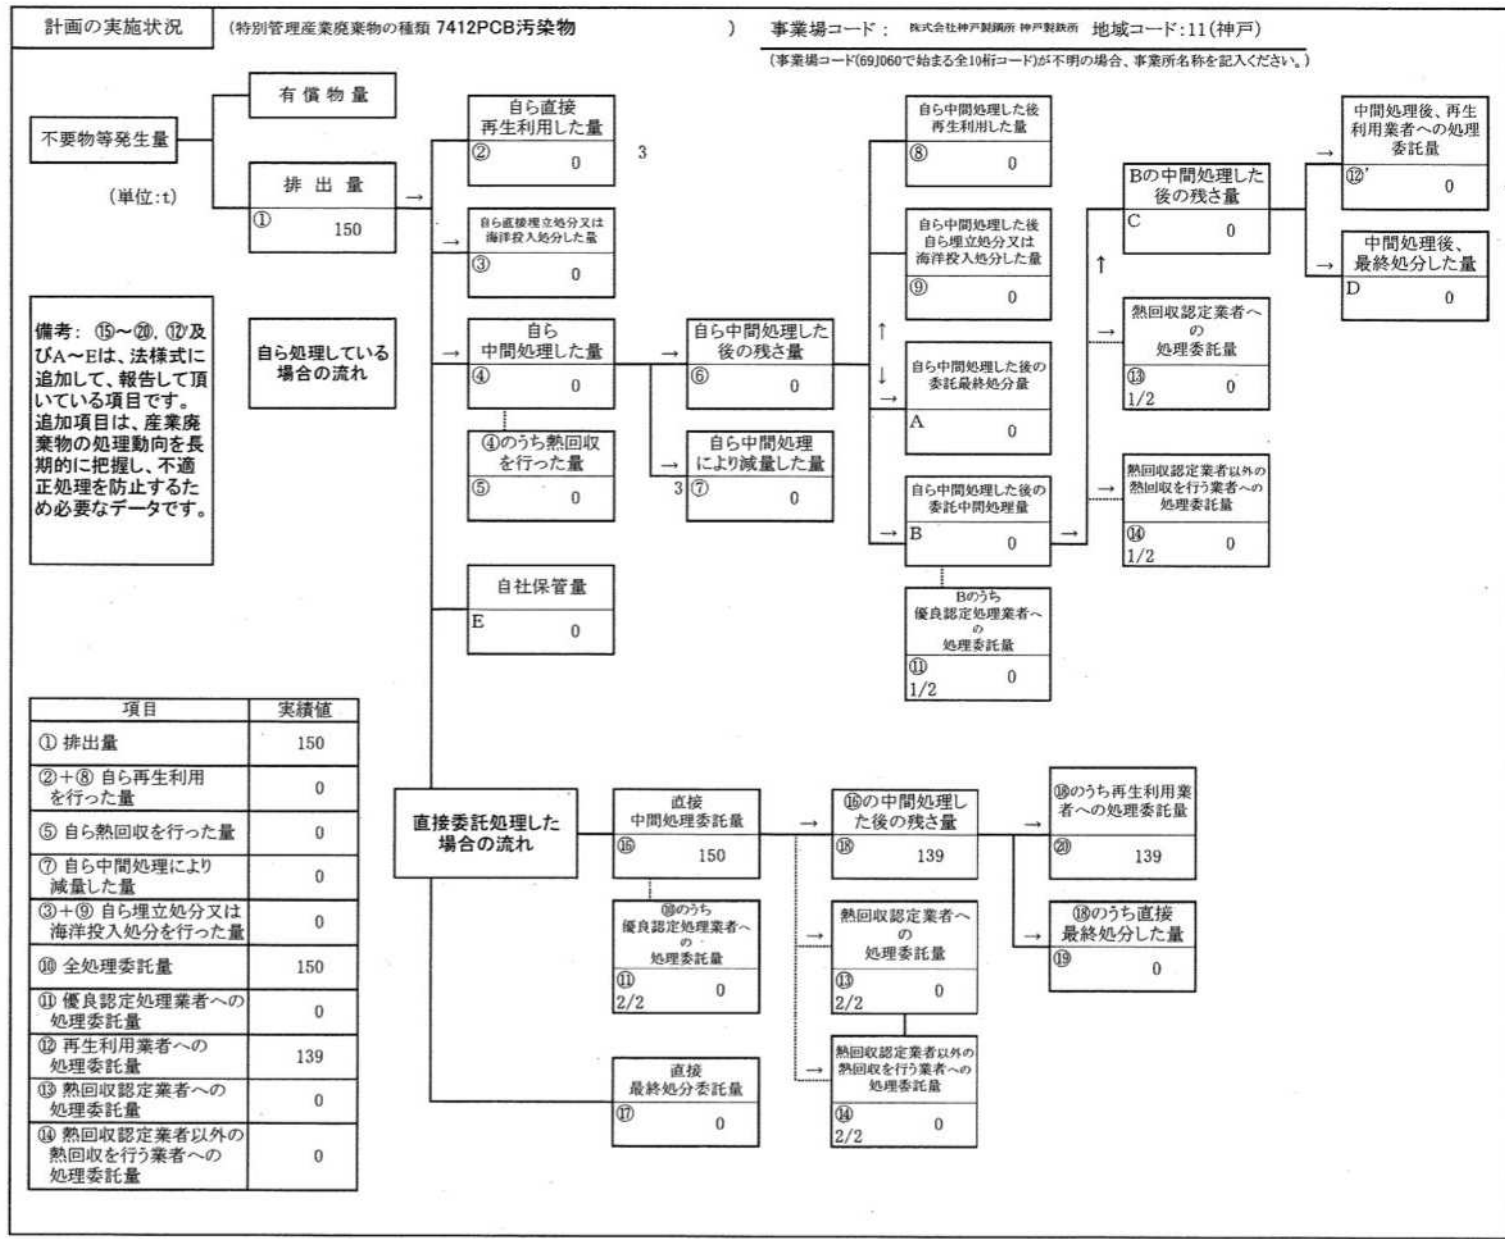 計画の実施状況
(特別管理産業廃棄物の種類 7412PCB汚染物 )
事業場コード: 株式会社神戸製鋼所 神戸製鉄所 地域コード:11(神戸)
(事業場コード(69J060で始まる全10桁コード)が不明の場合、事業所名称を記入ください。)
不要物等発生量
(単位:t)
有償物量
排出量
→
① 150
自ら直接
再生利用した量
② 0
3
→
自ら直接埋立処分又は
海洋投入処分した量
③ 0
→
自ら
中間処理した量
④ 0
④のうち熱回収
を行った量
⑤ 0
→
自ら中間処理した
後の残さ量
⑥ 0
→
3
自ら中間処理
により減量した量
⑦ 0
自ら中間処理した後
再生利用した量
⑧ 0
自ら中間処理した後
自ら埋立処分又は
海洋投入処分した量
⑨ 0
↑
↓
→
自ら中間処理した後の
委託最終処分量
A 0
→
自ら中間処理した後の
委託中間処理量
B 0
→
Bのうち
優良認定処理業者へ
の
処理委託量
⑪ 0
1/2
Bの中間処理した
後の残さ量
C 0
↑
→
熱回収認定業者へ
の
処理委託量
⑬ 0
1/2
→
熱回収認定業者以外の
熱回収を行う業者への
処理委託量
⑭ 0
1/2
→
中間処理後、再生
利用業者への処理
委託量
⑫' 0
→
中間処理後、
最終処分した量
D 0
備考: ⑮~⑳, ⑫'及
びA~Eは、法様式に
追加して、報告して頂
いている項目です。
追加項目は、産業廃
棄物の処理動向を長
期的に把握し、不適
正処理を防止するた
め必要なデータです。
自ら処理している
場合の流れ
自社保管量
E 0
項目 実績値
① 排出量 150
②+⑧ 自ら再生利用
を行った量 0
⑤ 自ら熱回収を行った量 0
⑦ 自ら中間処理により
減量した量 0
③+⑨ 自ら埋立処分又は
海洋投入処分を行った量 0
⑩ 全処理委託量 150
⑪ 優良認定処理業者への
処理委託量 0
⑫ 再生利用業者への
処理委託量 139
⑬ 熱回収認定業者への
処理委託量 0
⑭ 熱回収認定業者以外の
熱回収を行う業者への
処理委託量 0
直接委託処理した
場合の流れ
直接
中間処理委託量
⑯ 150
→
⑯のうち
優良認定処理業者へ
の
処理委託量
⑪ 0
2/2
⑯の中間処理し
た後の残さ量
⑱ 139
→
→
熱回収認定業者へ
の
処理委託量
⑬ 0
2/2
→
熱回収認定業者以外の
熱回収を行う業者への
処理委託量
⑭ 0
2/2
⑱のうち再生利用業
者への処理委託量
⑳ 139
→
⑱のうち直接
最終処分した量
⑲ 0
直接
最終処分委託量
⑰ 0